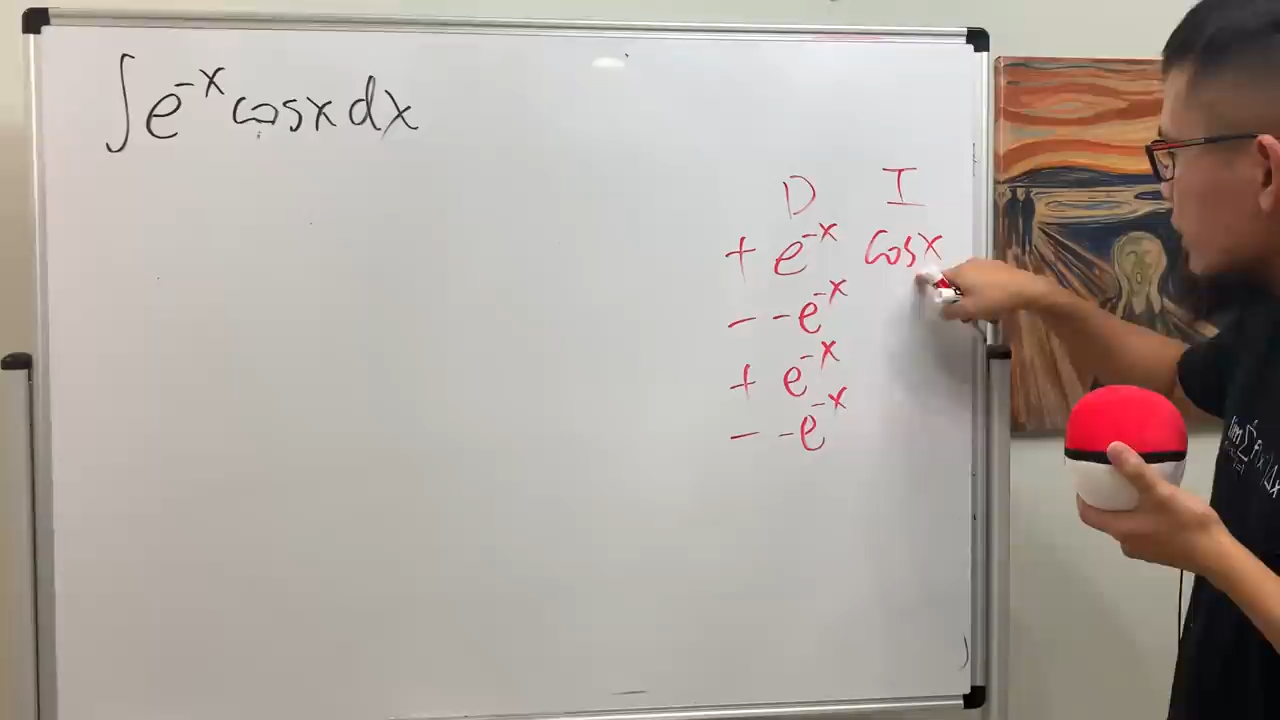 ∫e^{-x} cosx dx
D I
+ e^{-x} cosx
- -e^{-x}
+ e^{-x}
- -e^{-x}